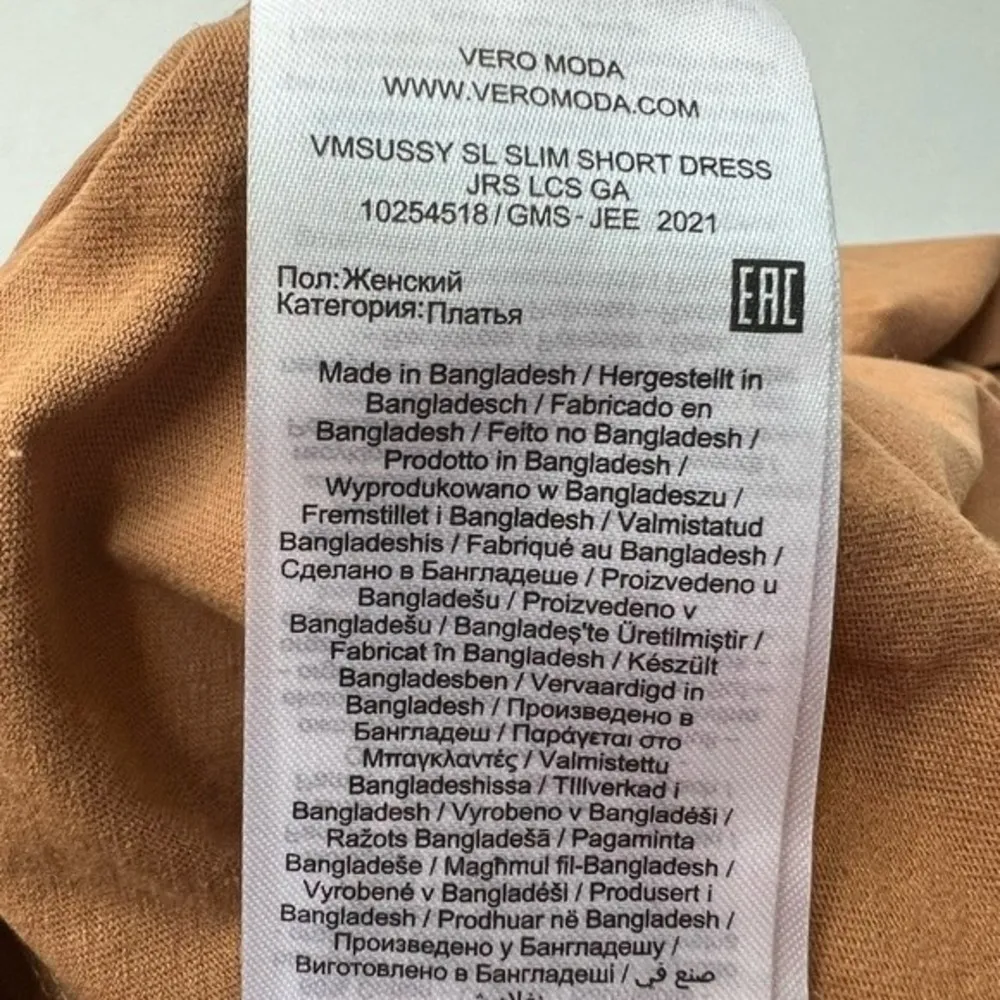 VERO MODA
WWW.VEROMODA.COM
VMSUSSY SL SLIM SHORT DRESS
JRS LCS GA
10254518/GMS-JEE 2021
Пол:Женский
Категория:Платья
EAC
Made in Bangladesh / Hergestellt in
Bangladesch / Fabricado en
Bangladesh / Feito no Bangladesh /
Prodotto in Bangladesh /
Wyprodukowano w Bangladeszu /
Fremstillet i Bangladesh / Valmistatud
Bangladeshis / Fabriqué au Bangladesh /
Сделано в Бангладеше / Proizvedeno u
Bangladešu / Proizvedeno v
Bangladešu / Bangladeş'te Üretilmiştir /
Fabricat în Bangladesh / Készült
Bangladesben / Vervaardigd in
Bangladesh / Произведено в
Бангладеш / Παράγεται στο
Μπαγκλαντές / Valmistettu
Bangladeshissa / TIllverkad i
Bangladesh / Vyrobeno v Bangladéši /
Ražots Bangladešā / Pagaminta
Bangladeše / Magħmul fil-Bangladesh /
Vyrobené v Bangladéši / Produsert i
Bangladesh / Prodhuar në Bangladesh /
Произведено у Бангладешу /
Виготовлено в Бангладеші / صنع في